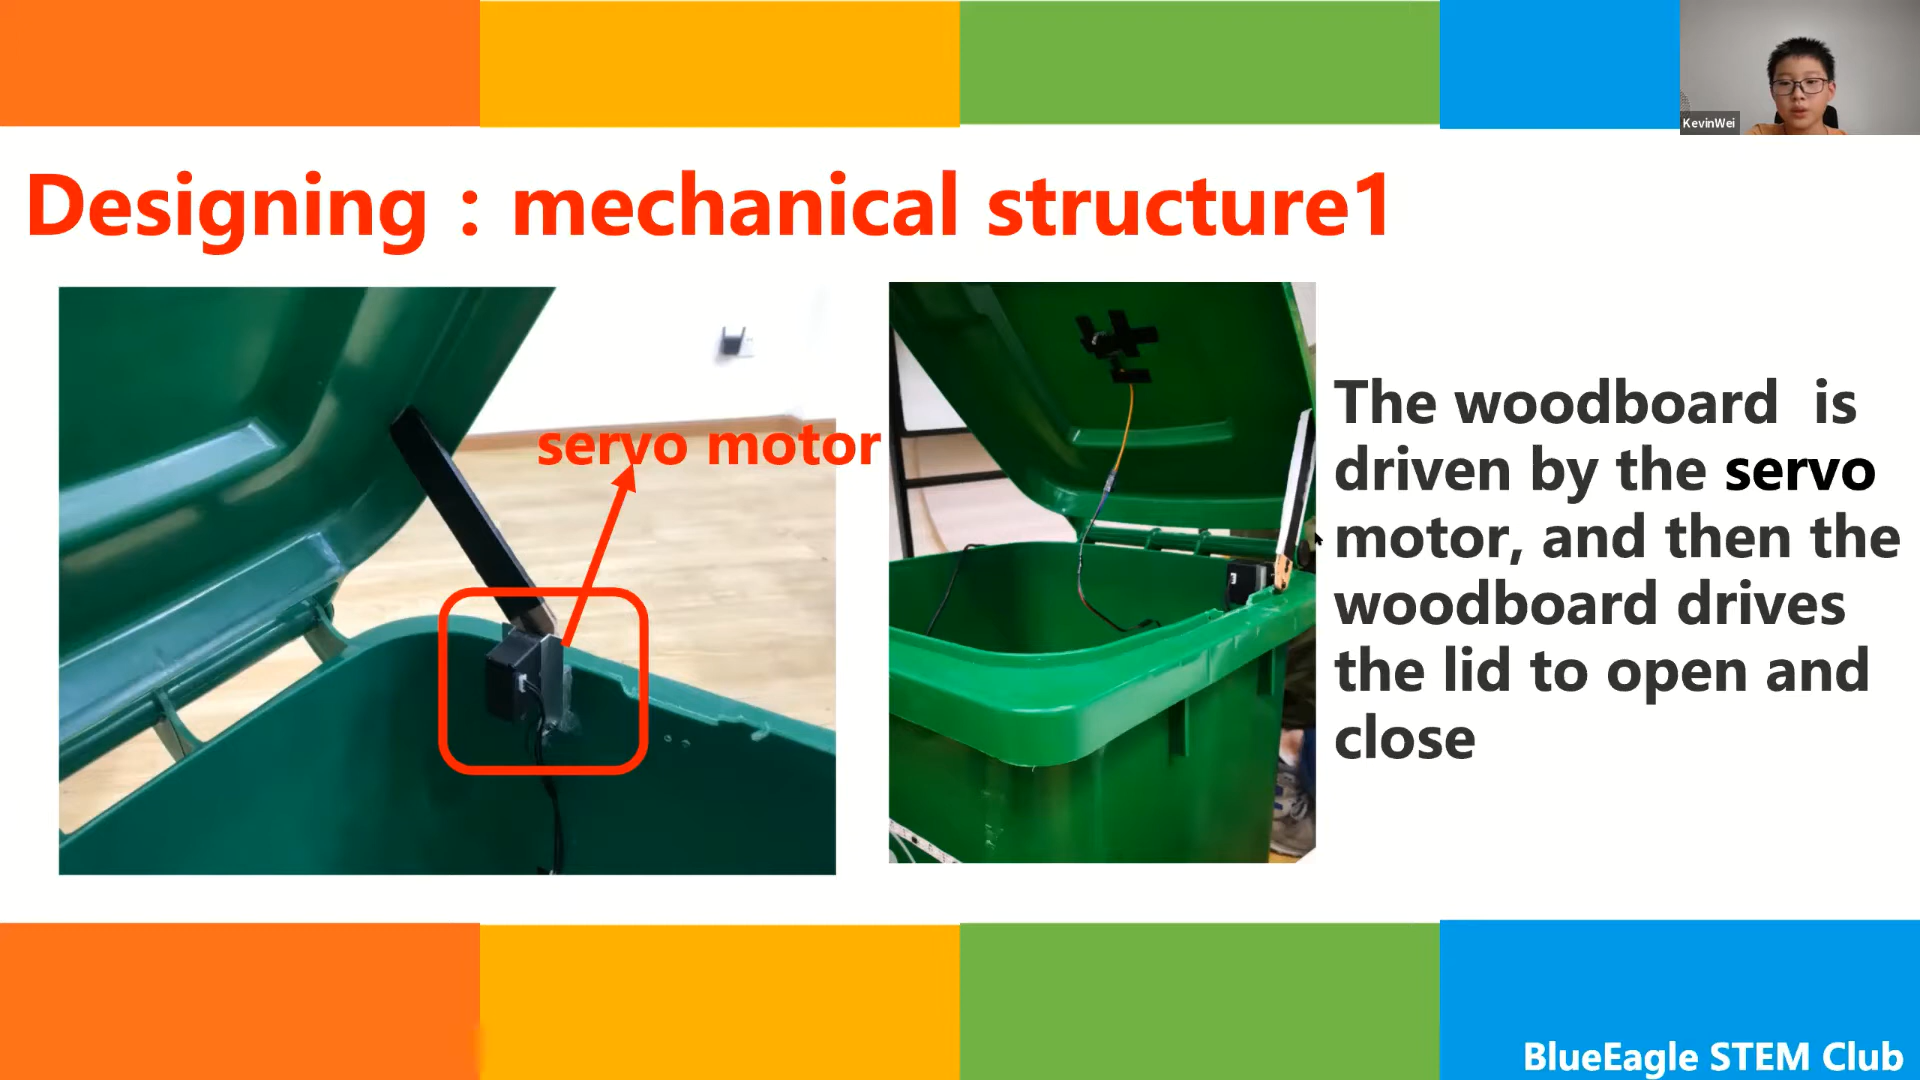 KevinWei
Designing : mechanical structure1
servo motor
The woodboard is
driven by the servo
motor, and then the
woodboard drives
the lid to open and
close
BlueEagle STEM Club